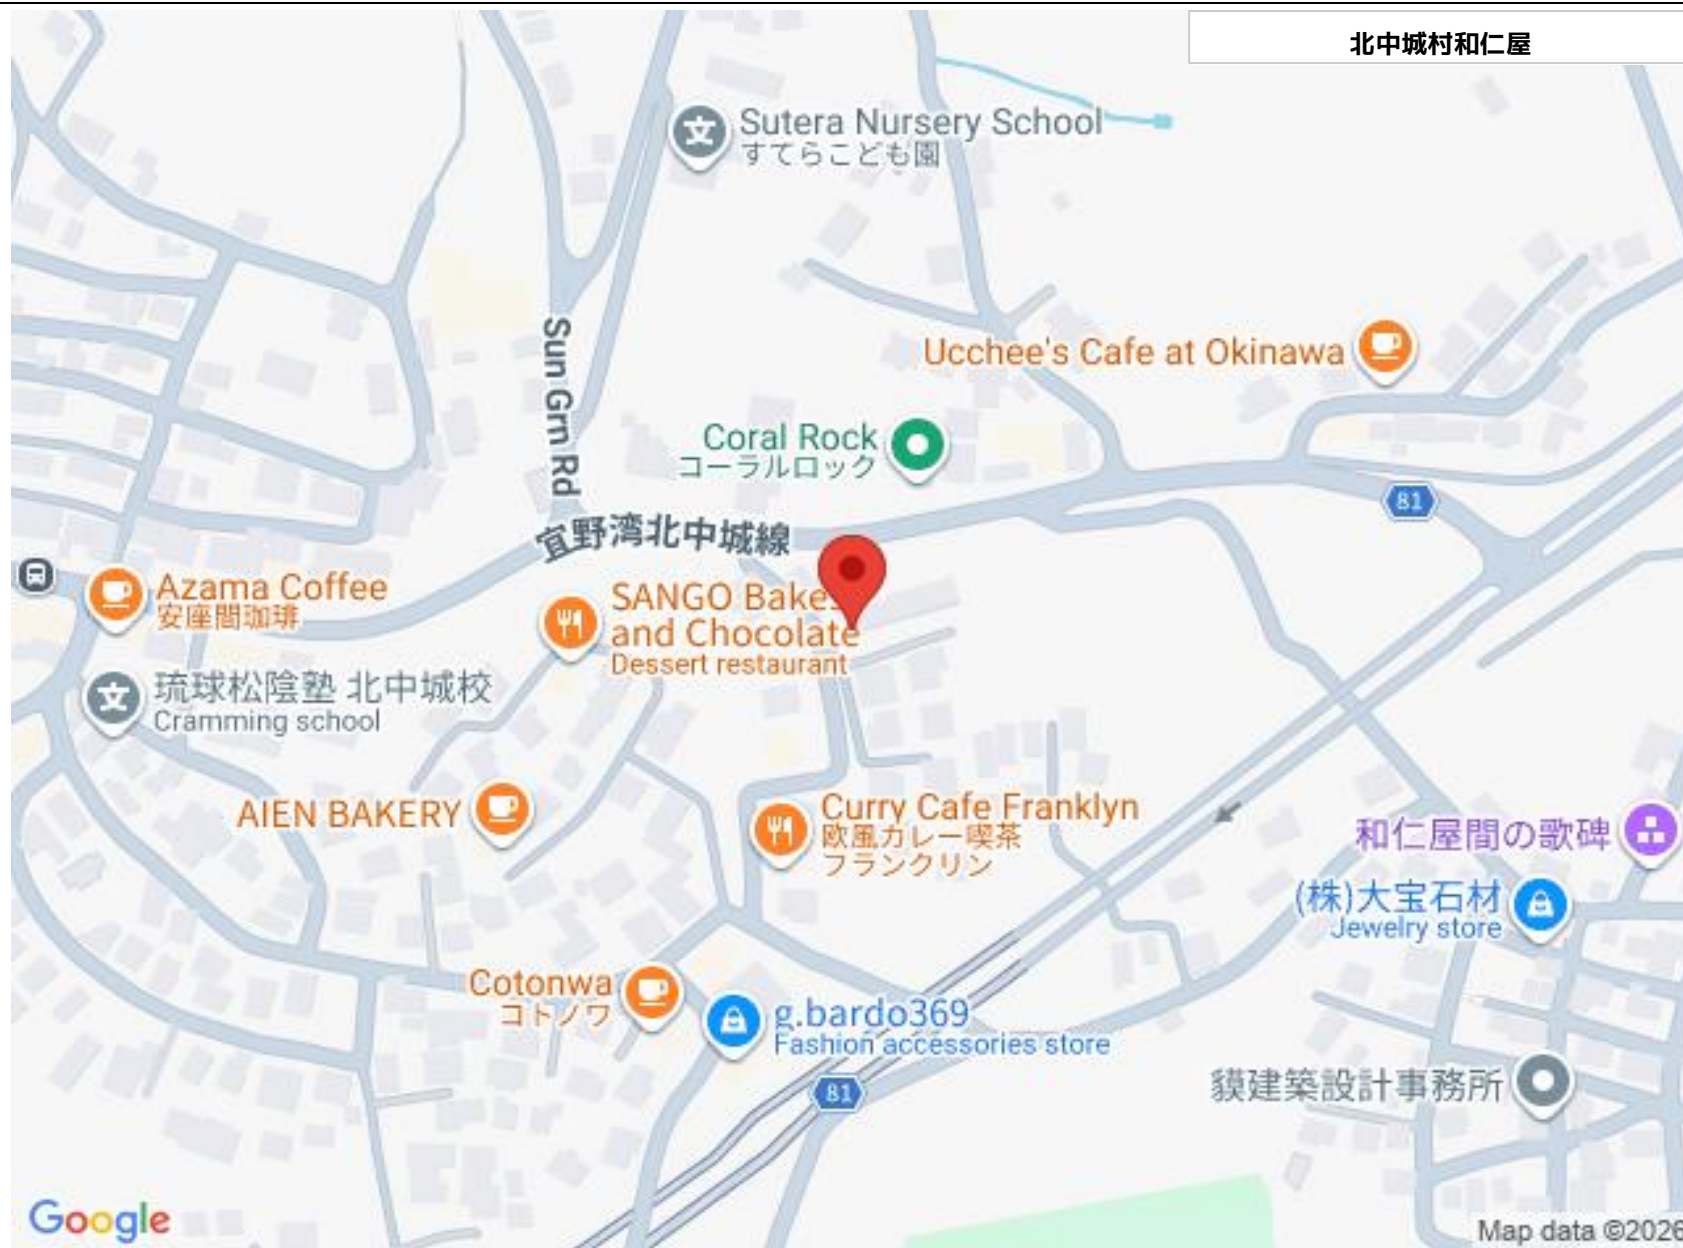 北中城村和仁屋
Sutera Nursery School
すてらこども園
Sun Grn Rd
Ucchee's Cafe at Okinawa
Coral Rock
コーラルロック
81
宜野湾北中城線
Azama Coffee
安座間珈琲
SANGO Bakes
and Chocolate
Dessert restaurant
琉球松陰塾 北中城校
Cramming school
AIEN BAKERY
Curry Cafe Franklyn
欧風カレー喫茶
フランクリン
和仁屋間の歌碑
(株)大宝石材
Jewelry store
Cotonwa
コトノワ
g.bardo369
Fashion accessories store
81
貘建築設計事務所
Google
Map data ©2026